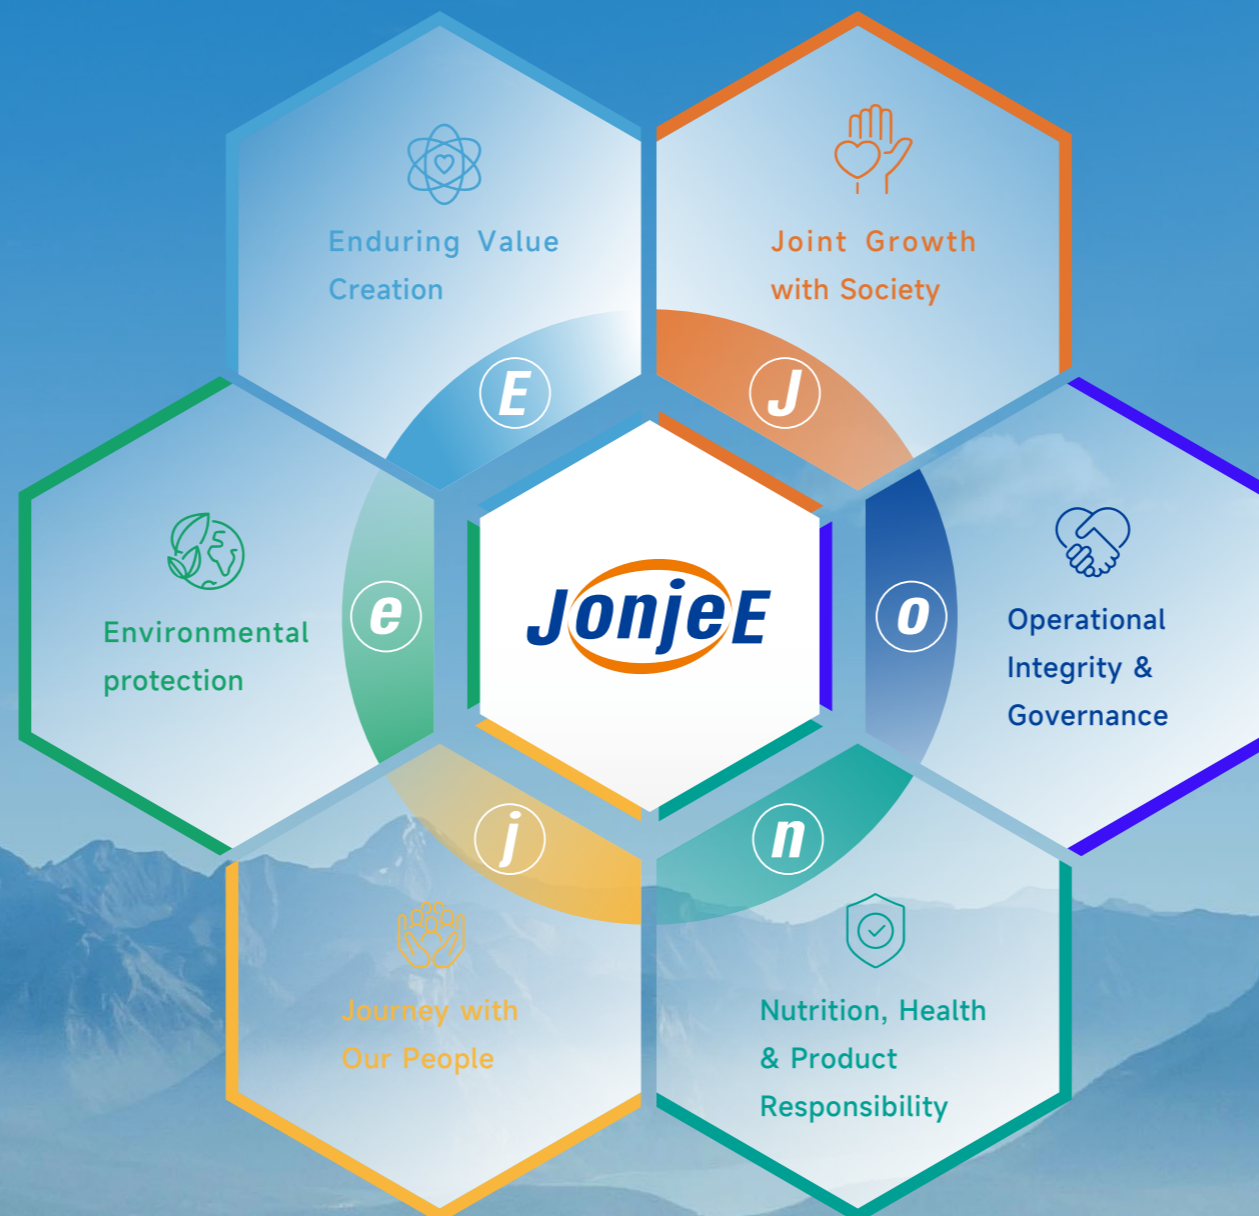 Enduring Value
Creation
E
Joint Growth
with Society
J
Environmental
protection
e
JonjeE
o
Operational
Integrity &
Governance
j
Journey with
Our People
n
Nutrition, Health
& Product
Responsibility